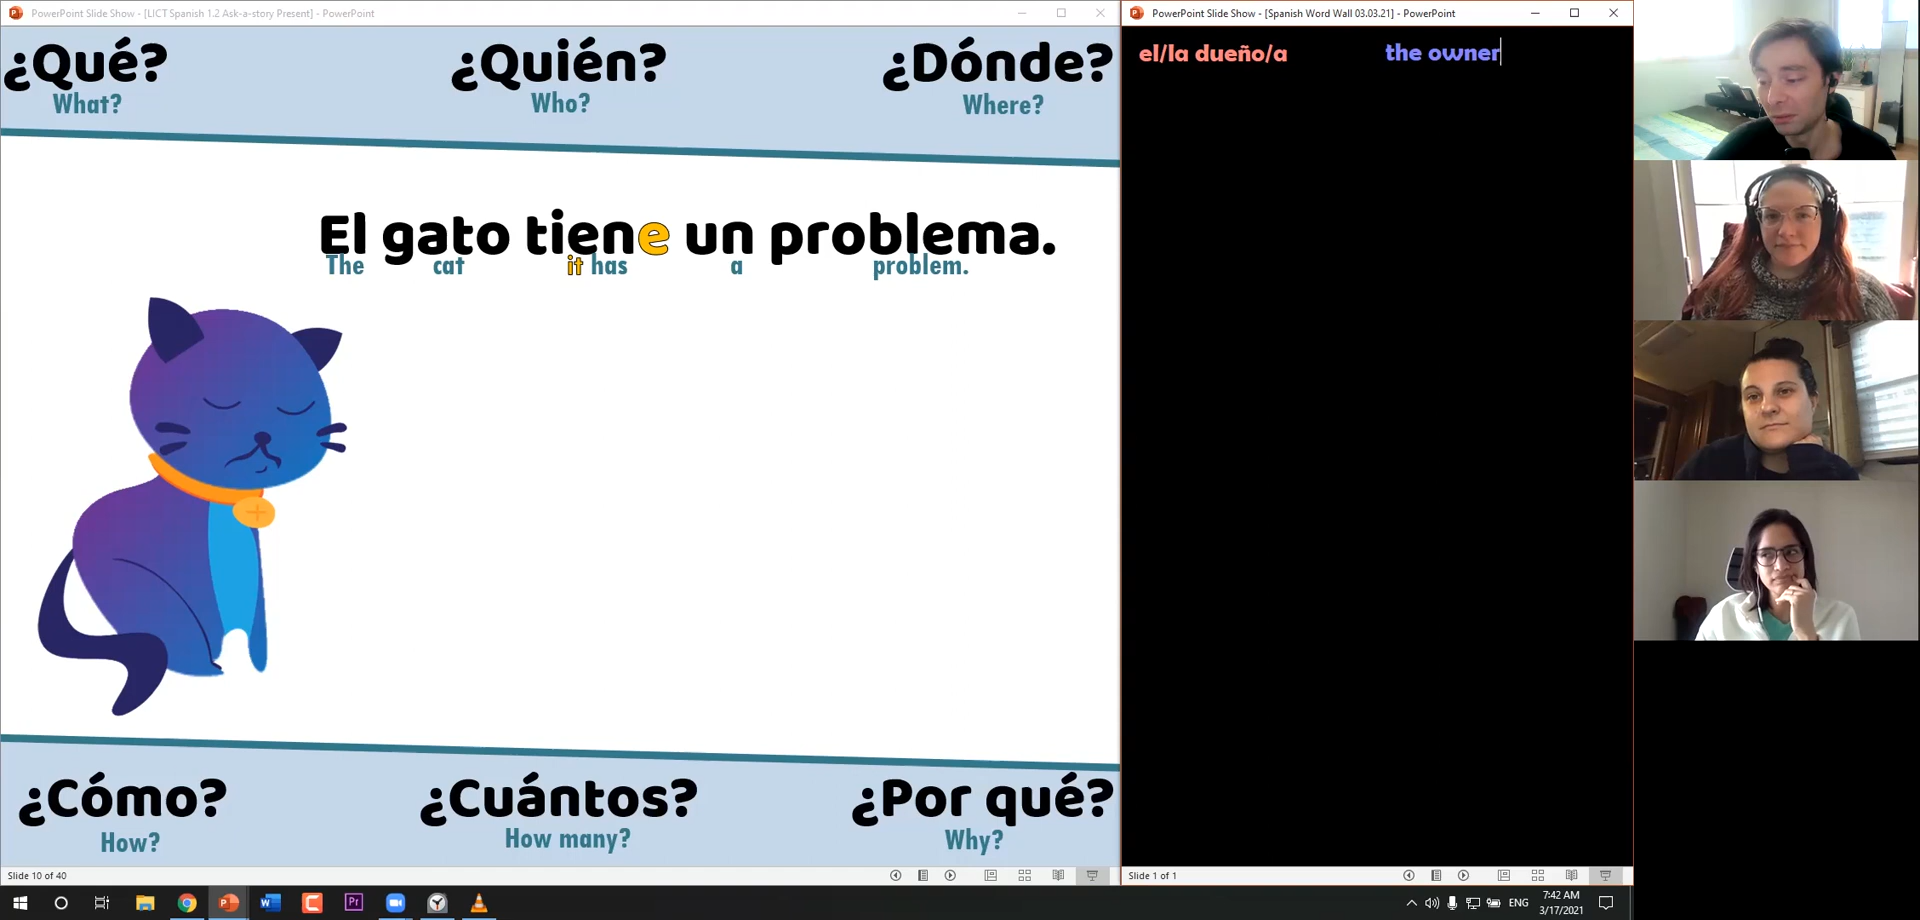 PowerPoint Slide Show - [LICT Spanish 1.2 Ask-a-story Present] - PowerPoint
¿Qué?
What?
¿Quién?
Who?
¿Dónde?
Where?
El gato tiene un problema.
The cat it has a problem.
¿Cómo?
How?
¿Cuántos?
How many?
¿Por qué?
Why?
Slide 10 of 40
PowerPoint Slide Show - [Spanish Word Wall 03.03.21] - PowerPoint
el/la dueño/a the owner
Slide 1 of 1
Pr
ENG
7:42 AM
3/17/2021